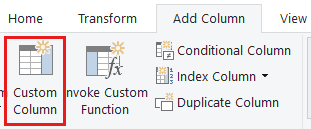 Home Transform Add Column View
Custom Column
nvoke Custom Function
Conditional Column
Index Column
Duplicate Column